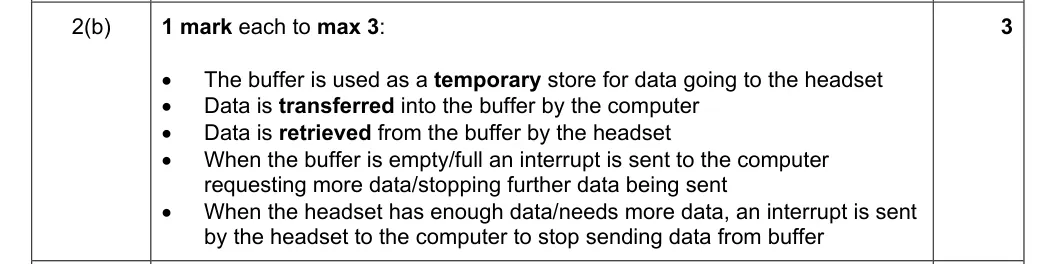 2(b)
1 mark each to max 3:
3
• The buffer is used as a temporary store for data going to the headset
• Data is transferred into the buffer by the computer
• Data is retrieved from the buffer by the headset
• When the buffer is empty/full an interrupt is sent to the computer
requesting more data/stopping further data being sent
• When the headset has enough data/needs more data, an interrupt is sent
by the headset to the computer to stop sending data from buffer